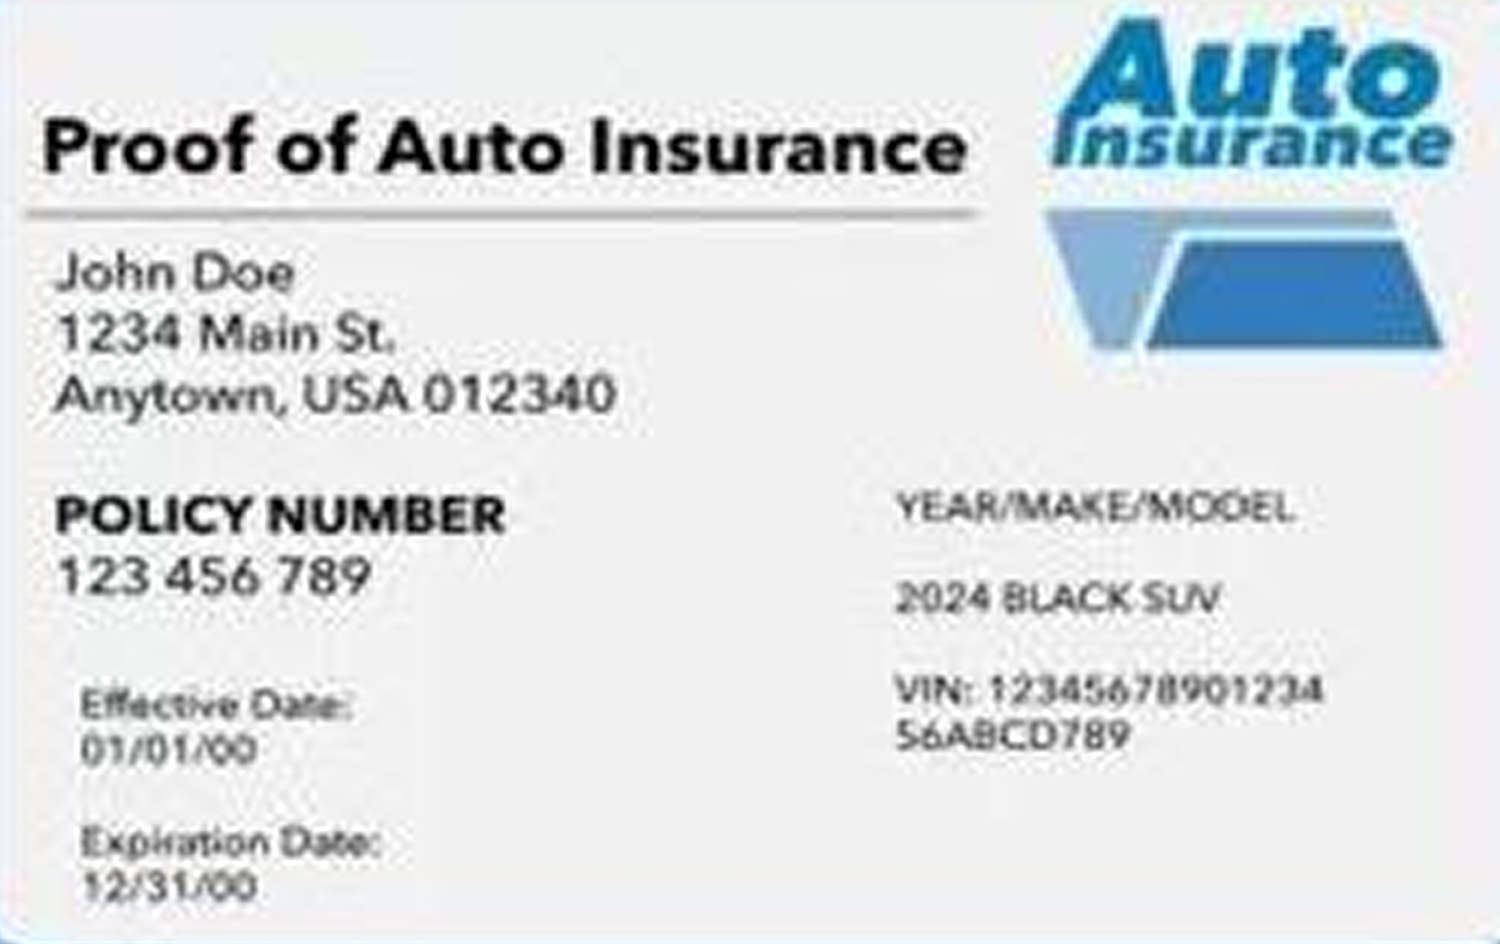 Auto
Insurance
Proof of Auto Insurance
John Doe
1234 Main St.
Anytown, USA 012340
POLICY NUMBER
123 456 789
Effective Date:
01/01/00
Expiration Date:
12/31/00
YEAR/MAKE/MODEL
2024 BLACK SUV
VIN: 12345678901234
56ABCD789